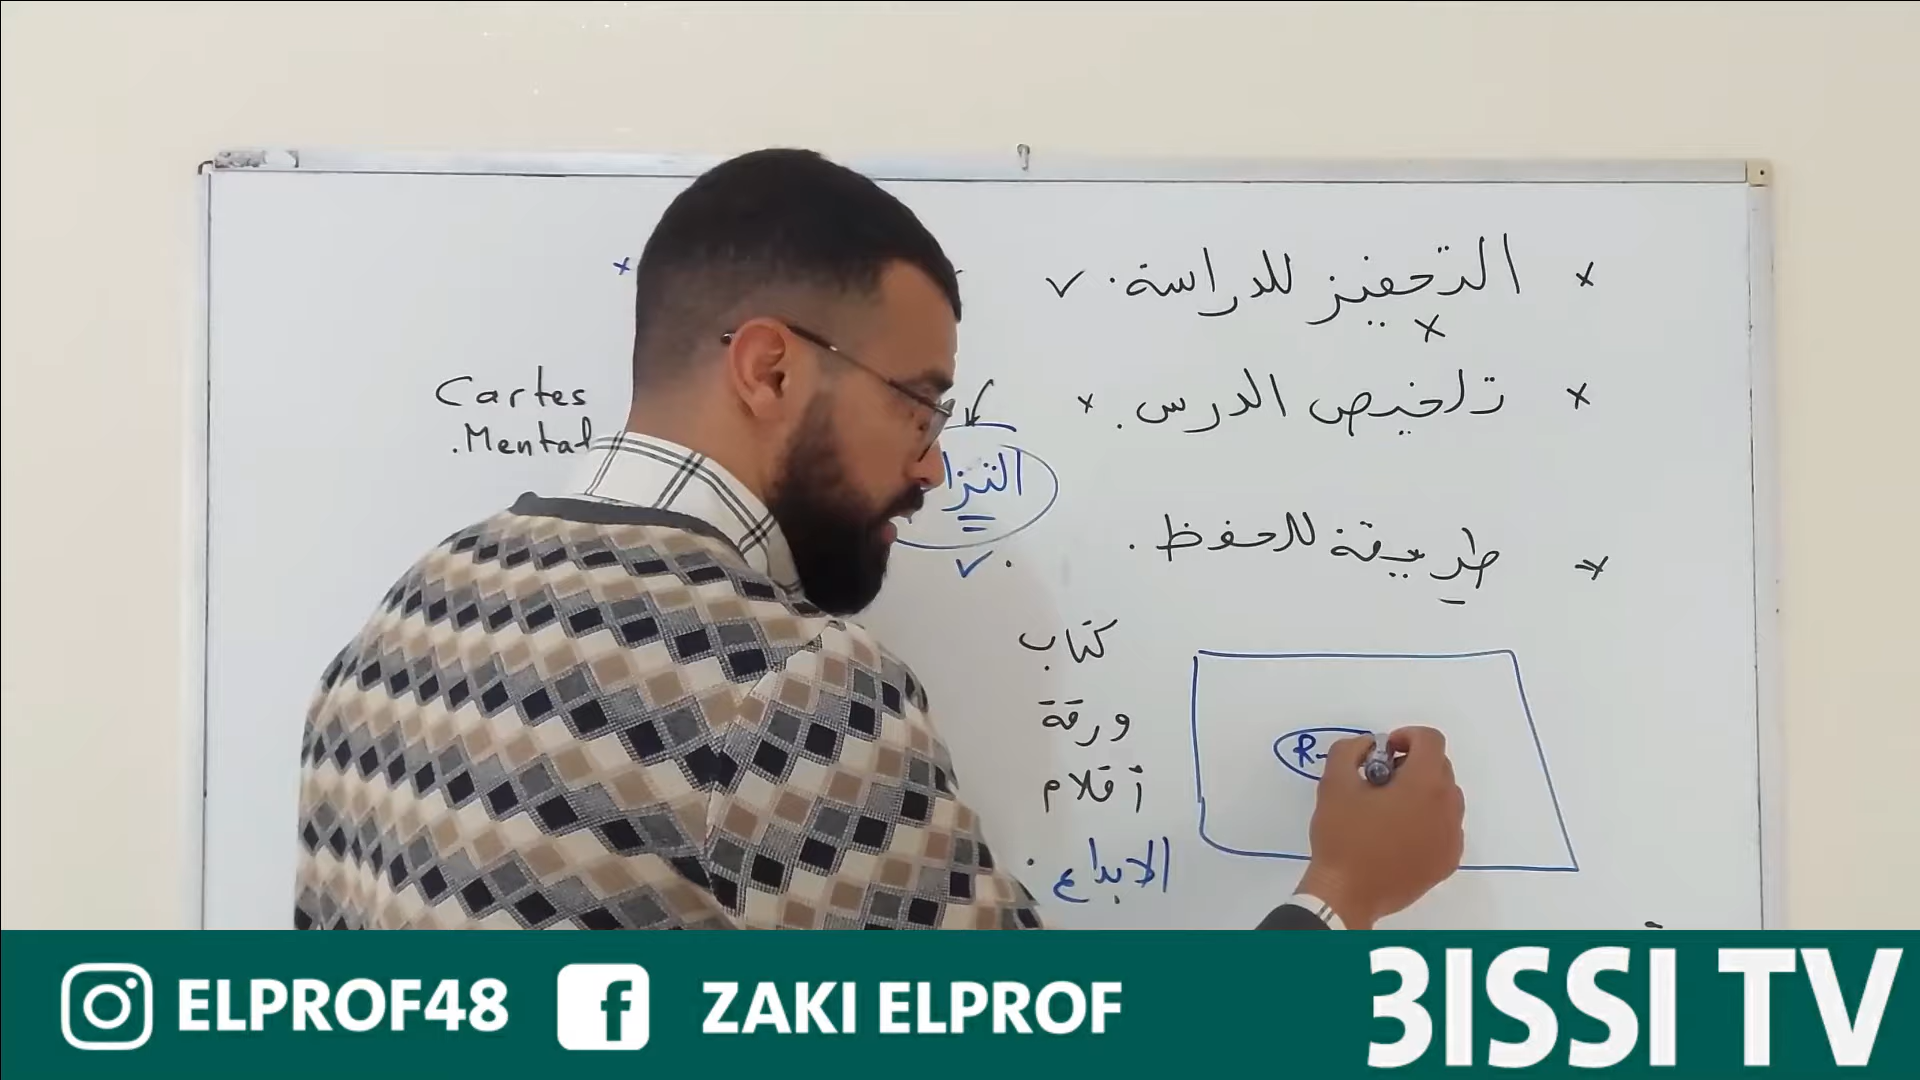 × التحفيز للدراسة. ✓
×
× تلخيص الدرس. ×
Cartes
.Mental
× طريقة للحفظ.
✓.
كتاب
ورقة
أقلام
الابداع.
R-
ELPROF48
f ZAKI ELPROF
3ISSI TV